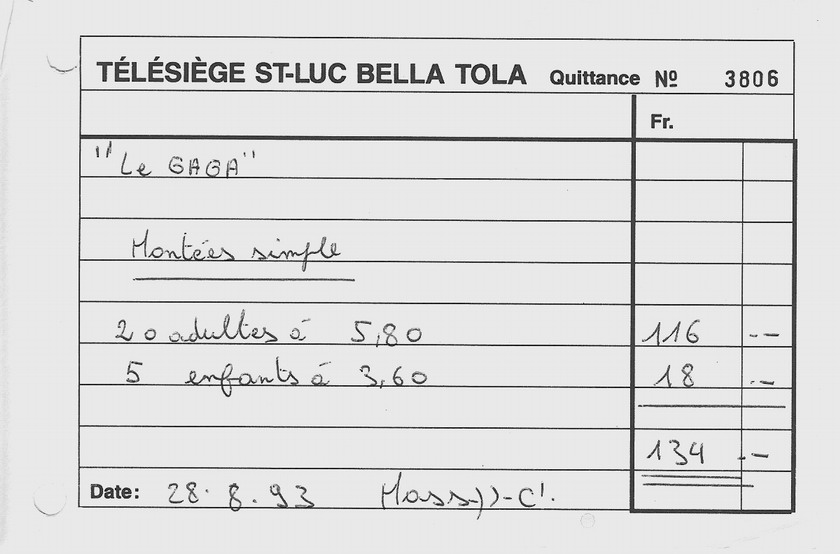 TÉLÉSIÈGE ST-LUC BELLA TOLA Quittance Nº 3806
Fr.
"Le GAGA"
Montées simple
20 adultes à 5,80 116 --
5 enfants à 3,60 18 --
134 --
Date: 28.8.93